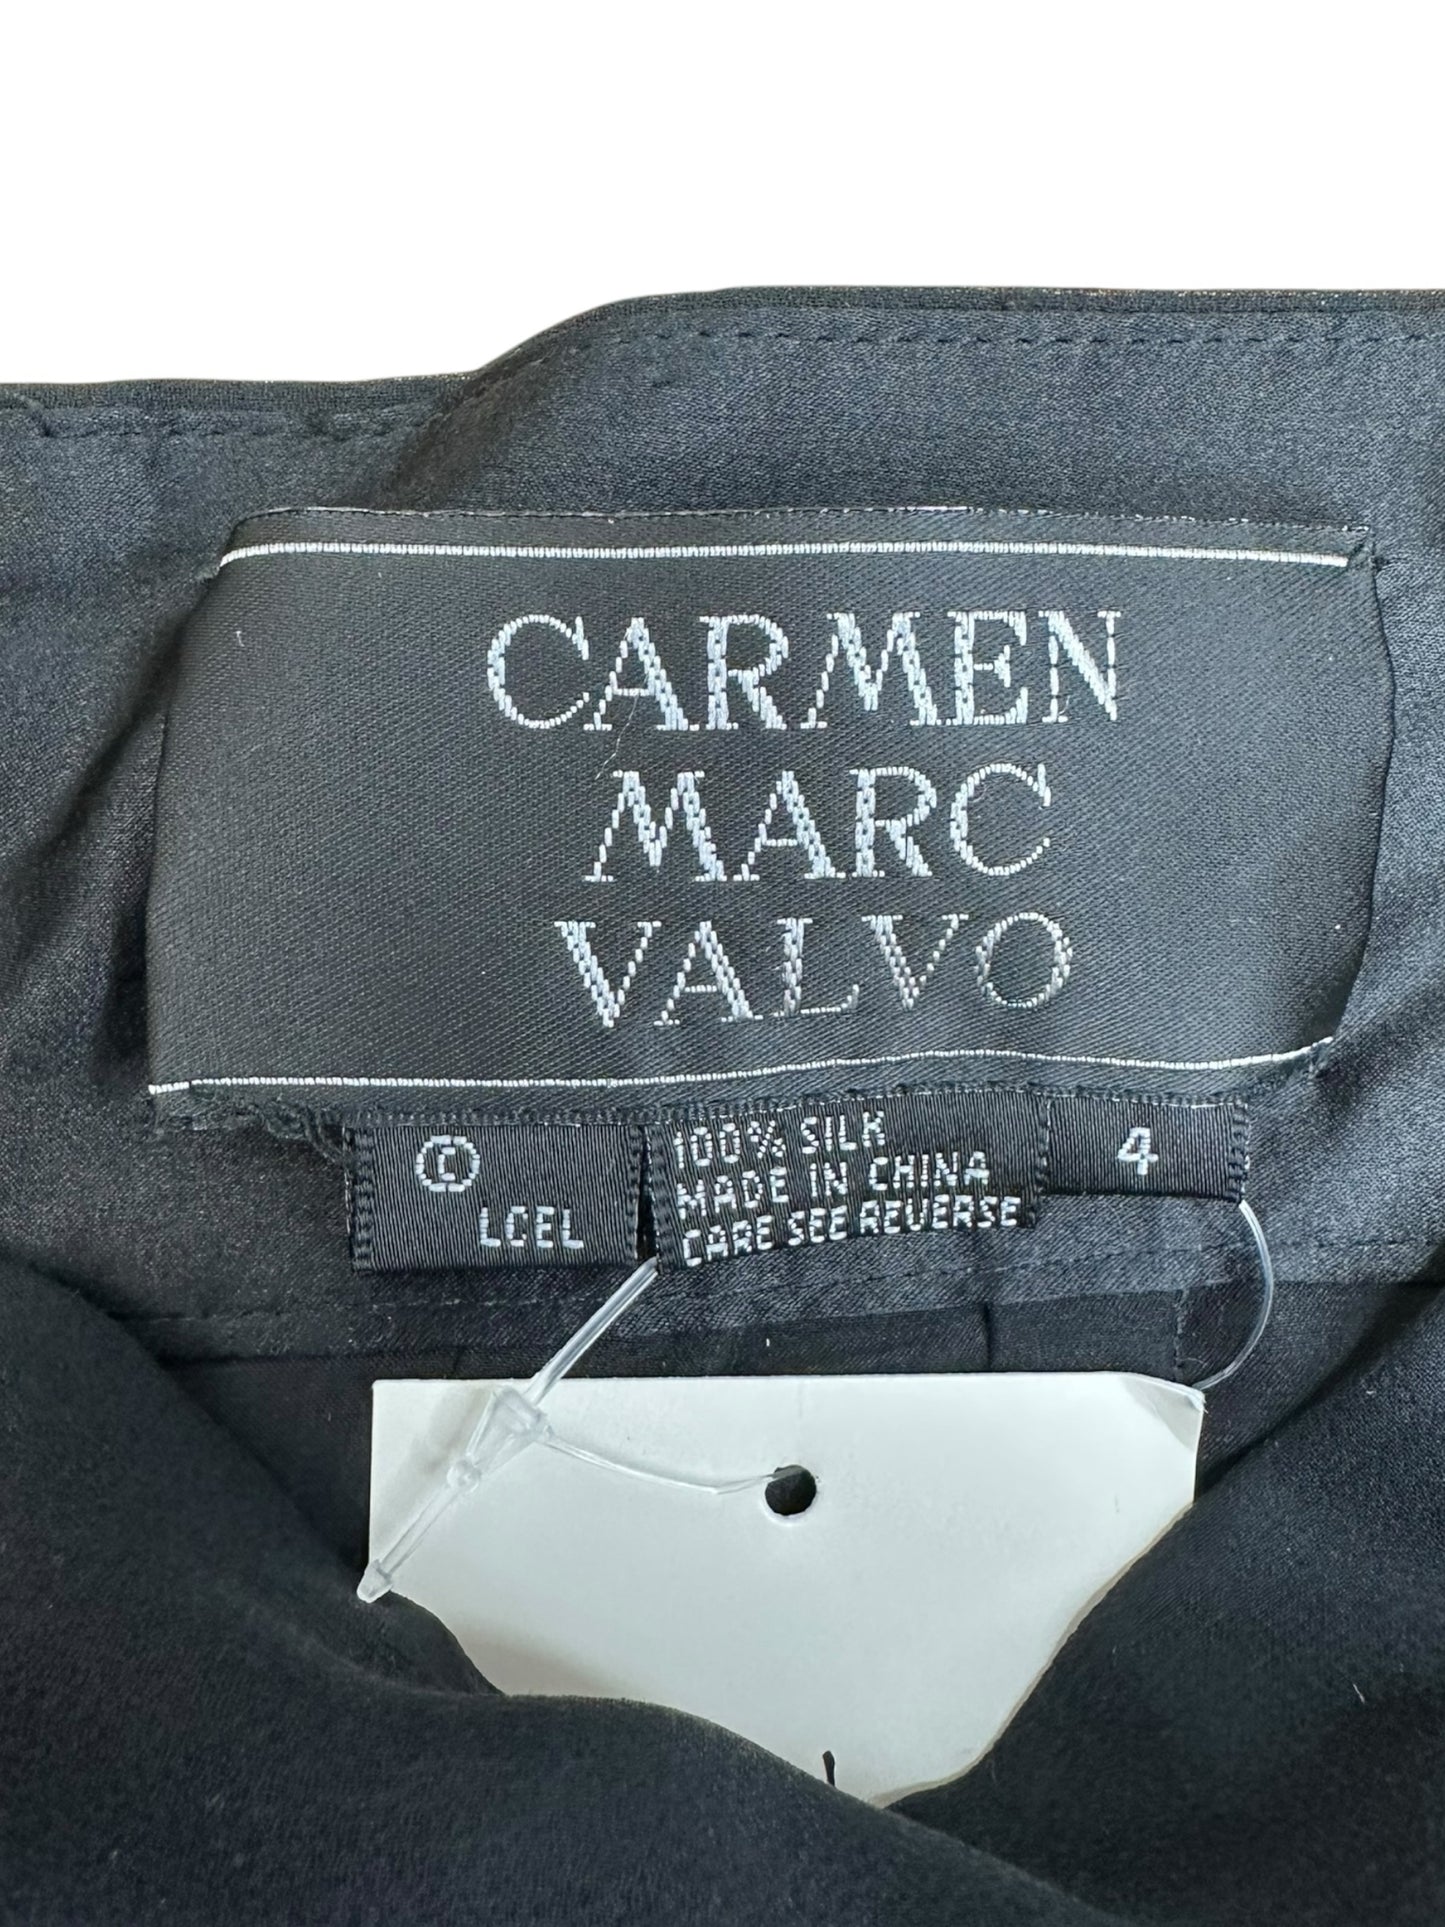 CARMEN
MARC
VALVO
©
LCEL
100% SILK
MADE IN CHINA
CARE SEE REVERSE
4